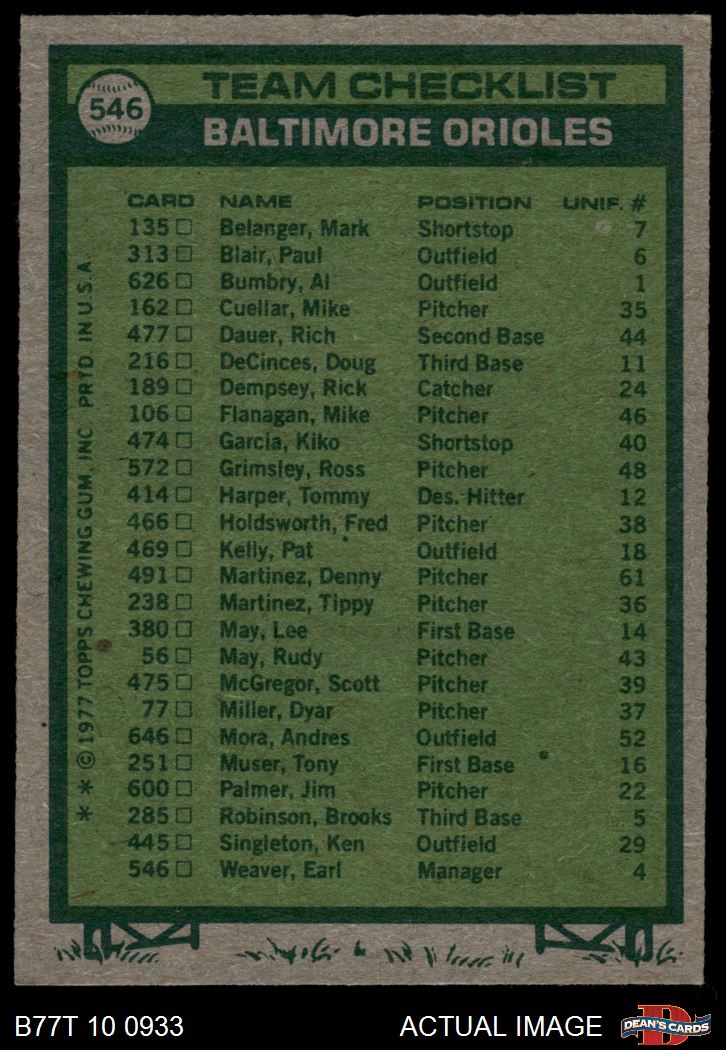 546
TEAM CHECKLIST
BALTIMORE ORIOLES
CARD NAME POSITION UNIF. #
135 Belanger, Mark Shortstop 7
313 Blair, Paul Outfield 6
626 Bumbry, Al Outfield 1
162 Cuellar, Mike Pitcher 35
477 Dauer, Rich Second Base 44
216 DeCinces, Doug Third Base 11
189 Dempsey, Rick Catcher 24
106 Flanagan, Mike Pitcher 46
474 Garcia, Kiko Shortstop 40
572 Grimsley, Ross Pitcher 48
414 Harper, Tommy Des. Hitter 12
466 Holdsworth, Fred Pitcher 38
469 Kelly, Pat Outfield 18
491 Martinez, Denny Pitcher 61
238 Martinez, Tippy Pitcher 36
380 May, Lee First Base 14
56 May, Rudy Pitcher 43
475 McGregor, Scott Pitcher 39
77 Miller, Dyar Pitcher 37
646 Mora, Andres Outfield 52
251 Muser, Tony First Base 16
600 Palmer, Jim Pitcher 22
285 Robinson, Brooks Third Base 5
445 Singleton, Ken Outfield 29
546 Weaver, Earl Manager 4
* * © 1977 TOPPS CHEWING GUM, INC. PRTD. IN U.S.A.
B77T 10 0933 ACTUAL IMAGE
D
DEAN'S CARDS